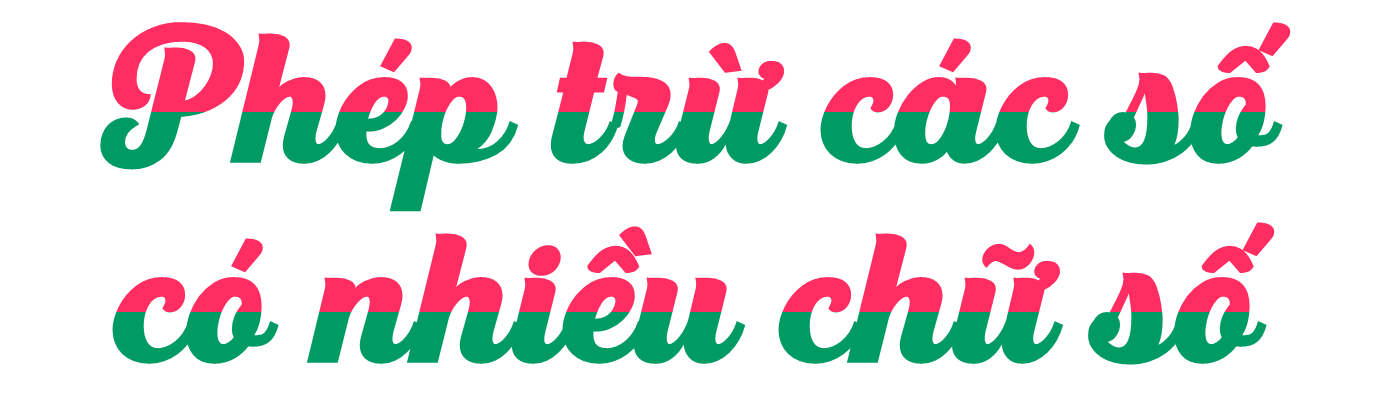 Phép trừ các số
có nhiều chữ số